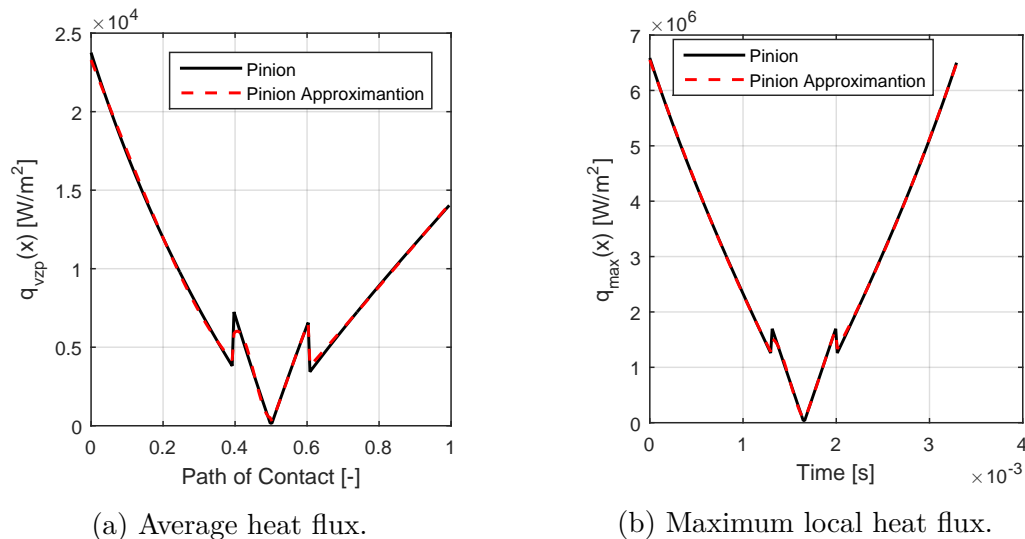 ×10⁴
2.5
2
1.5
1
0.5
0
0 0.2 0.4 0.6 0.8 1
q_vzp(x) [W/m²]
Path of Contact [-]
Pinion
Pinion Approximantion
(a) Average heat flux.
×10⁶
7
6
5
4
3
2
1
0
0 1 2 3 4
q_max(x) [W/m²]
Time [s]
×10⁻³
Pinion
Pinion Approximantion
(b) Maximum local heat flux.